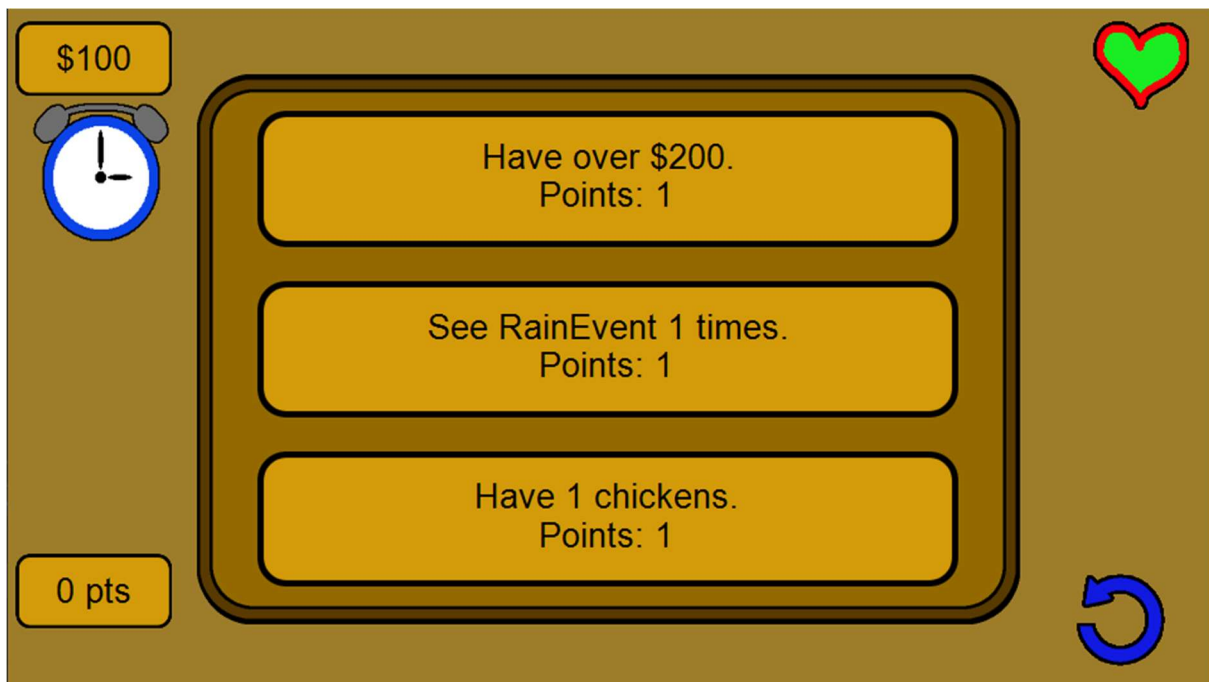 $100
Have over $200.
Points: 1
See RainEvent 1 times.
Points: 1
Have 1 chickens.
Points: 1
0 pts